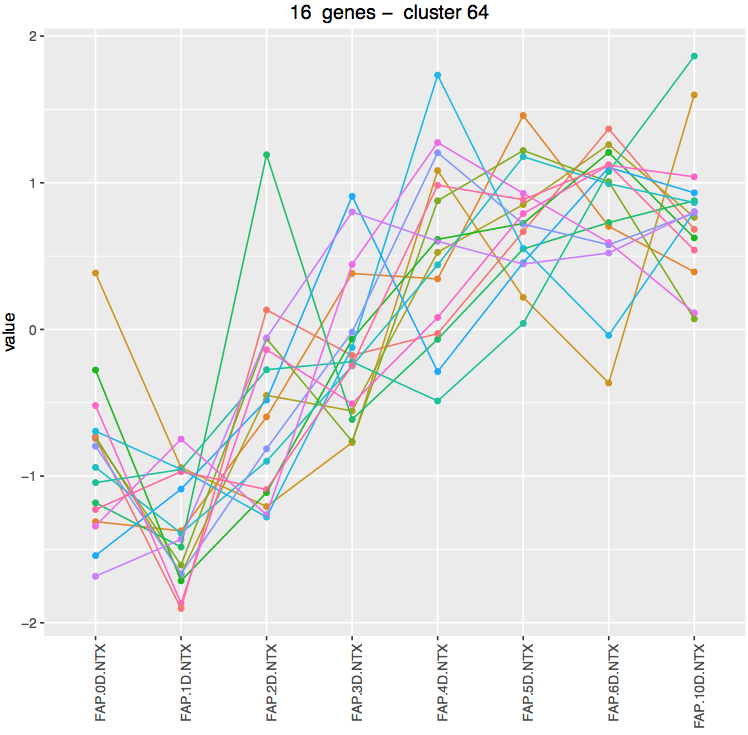 16 genes − cluster 64
value
2
1
0
−1
−2
FAP.0D.NTX
FAP.1D.NTX
FAP.2D.NTX
FAP.3D.NTX
FAP.4D.NTX
FAP.5D.NTX
FAP.6D.NTX
FAP.10D.NTX